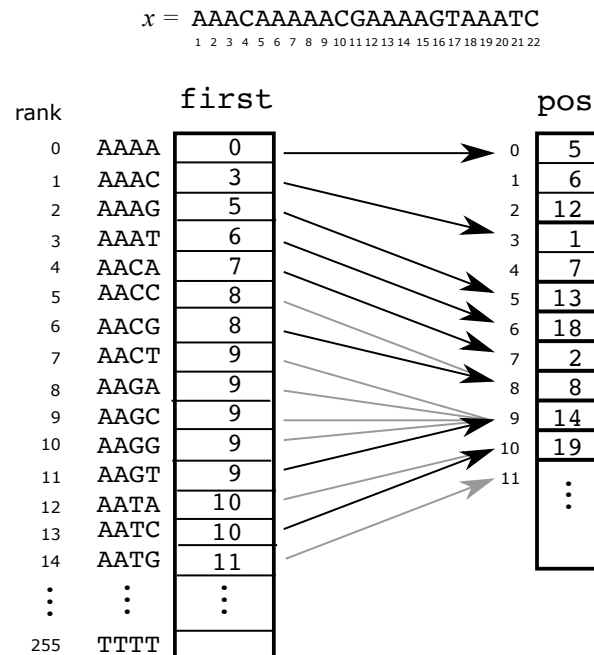 x = AAACAAAAACGAAAAGTAAATC
1 2 3 4 5 6 7 8 9 10 11 12 13 14 15 16 17 18 19 20 21 22
rank first pos
0 AAAA 0 0 5
1 AAAC 3 1 6
2 AAAG 5 2 12
3 AAAT 6 3 1
4 AACA 7 4 7
5 AACC 8 5 13
6 AACG 8 6 18
7 AACT 9 7 2
8 AAGA 9 8 8
9 AAGC 9 9 14
10 AAGG 9 10 19
11 AAGT 9 11
12 AATA 10
13 AATC 10
14 AATG 11
255 TTTT